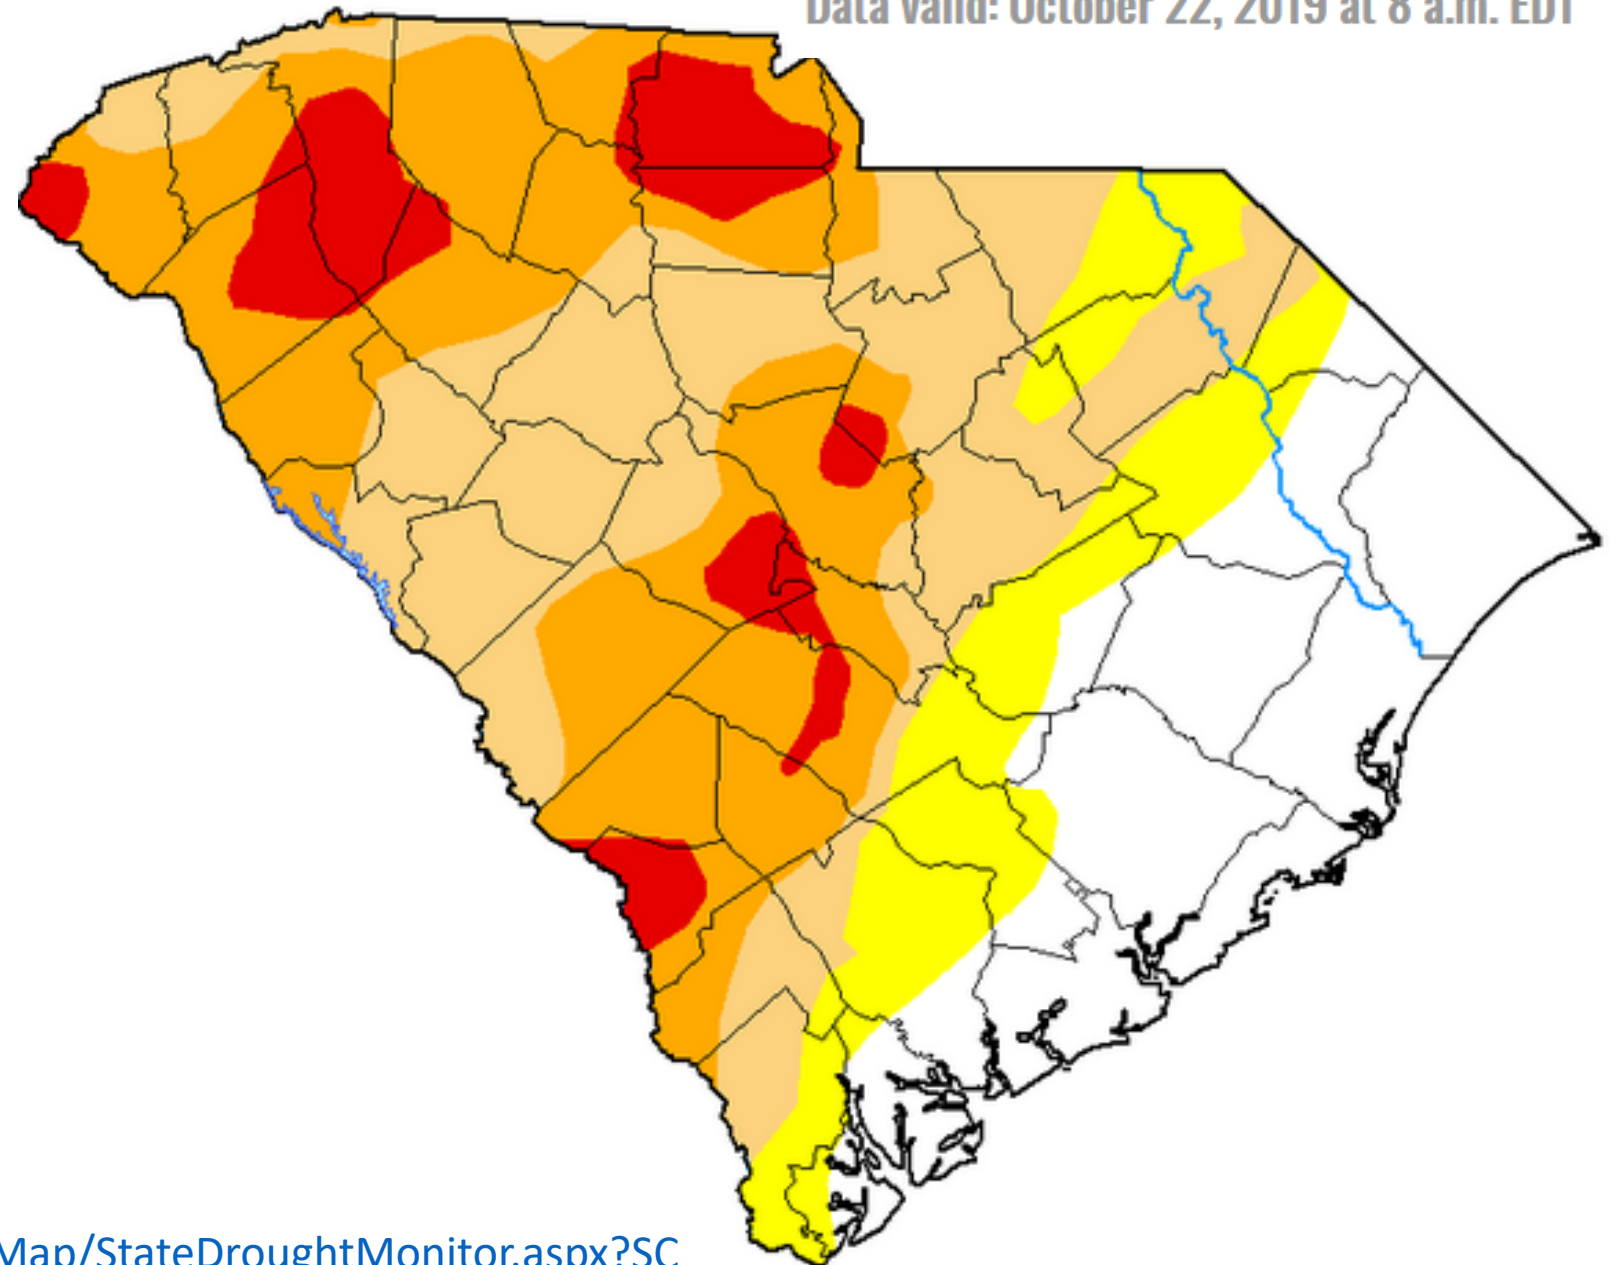 Data valid: October 22, 2019 at 8 a.m. EDT
Map/StateDroughtMonitor.aspx?SC